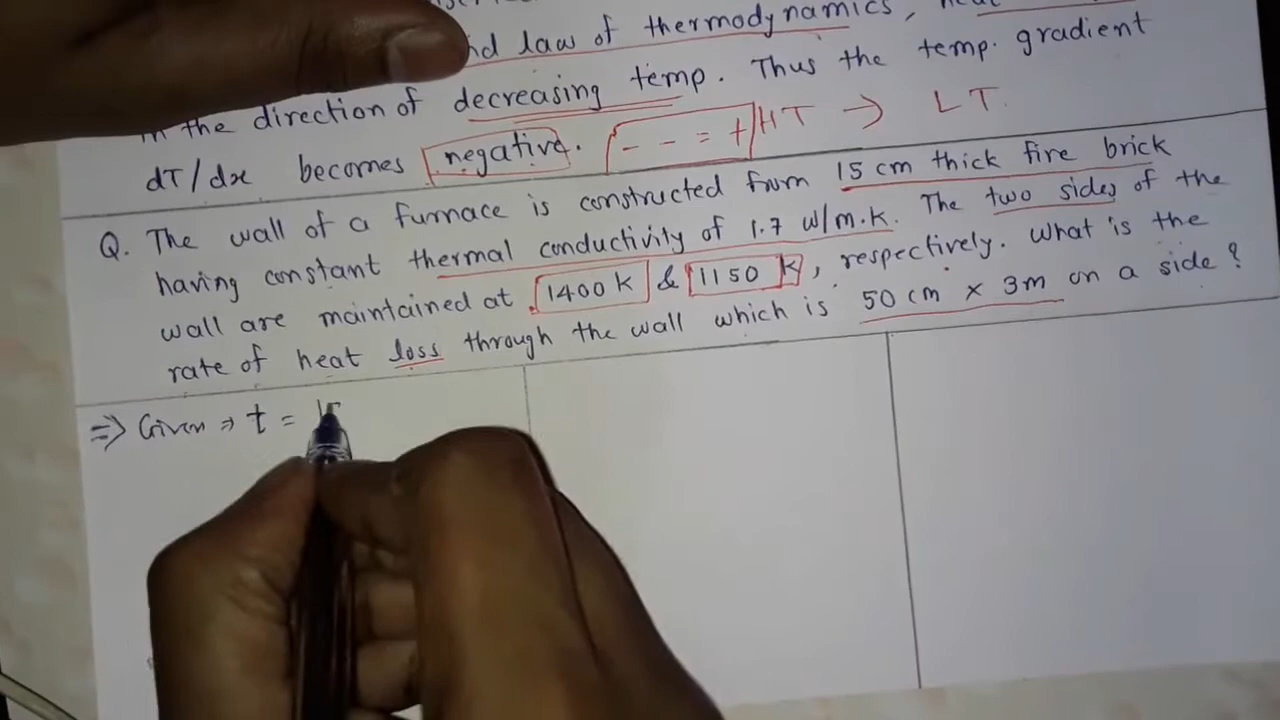 nd law of thermodynamics,
in the direction of decreasing temp. Thus the temp. gradient
dT/dx becomes negative. - - = + HT → LT
Q. The wall of a furnace is constructed from 15 cm thick fire brick
having constant thermal conductivity of 1.7 W/m.K. The two sides of the
wall are maintained at 1400 K & 1150 K, respectively. What is the
rate of heat loss through the wall which is 50 cm x 3m on a side?
⇒ Given → t = 15